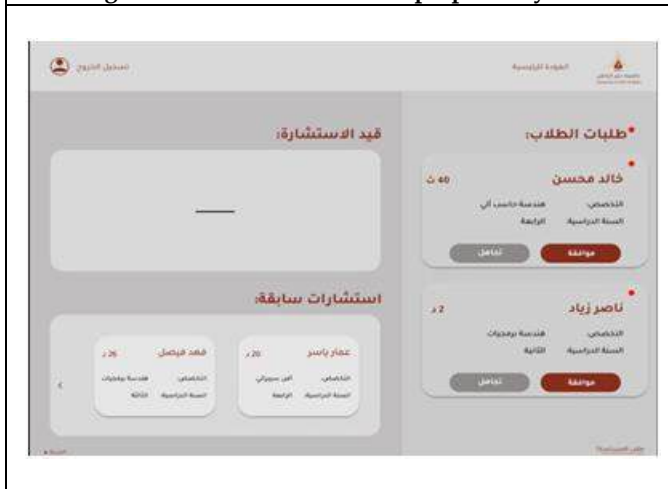 العودة للرئيسية
تسجيل الخروج
طلبات الطلاب:
خالد محسن
40 ث
التخصص: هندسة حاسب آلي
السنة الدراسية: الرابعة
موافقة
تجاهل
ناصر زياد
2 د
التخصص: هندسة برمجيات
السنة الدراسية: الثانية
موافقة
تجاهل
قيد الاستشارة:
استشارات سابقة:
عمار ياسر
20 د
التخصص: أمن سيبراني
السنة الدراسية: الرابعة
فهد فيصل
26 د
التخصص: هندسة برمجيات
السنة الدراسية: الثالثة